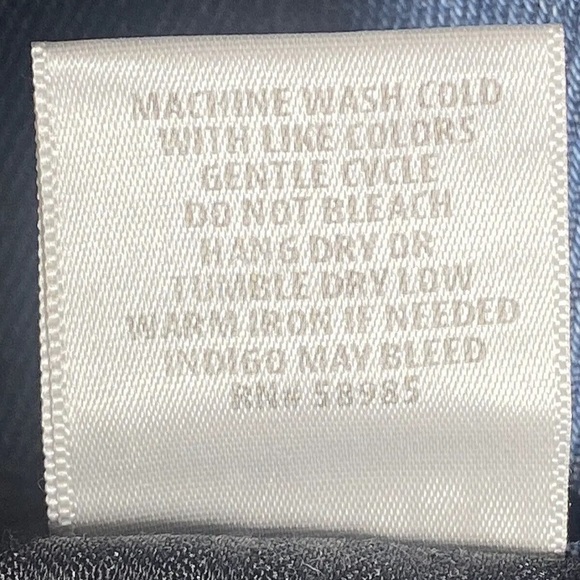 MACHINE WASH COLD
WITH LIKE COLORS
GENTLE CYCLE
DO NOT BLEACH
HANG DRY OR
TUMBLE DRY LOW
WARM IRON IF NEEDED
INDIGO MAY BLEED
RN# 58985